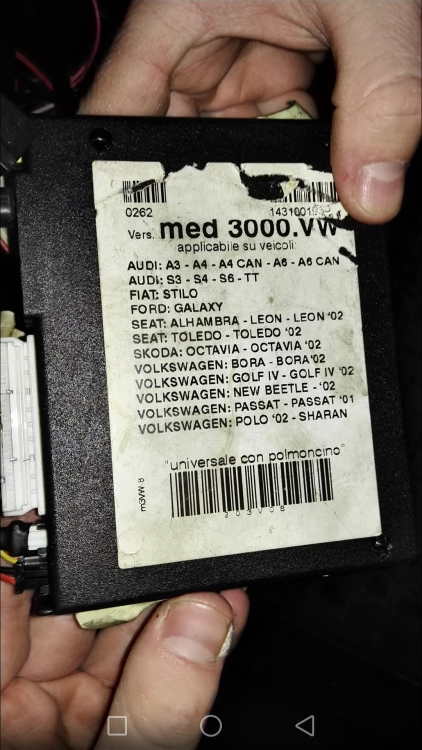 0262
Vers. med 3000.VW
applicabile su veicoli:
AUDI: A3 - A4 - A4 CAN - A6 - A6 CAN
AUDI: S3 - S4 - S6 - TT
FIAT: STILO
FORD: GALAXY
SEAT: ALHAMBRA - LEON - LEON '02
SEAT: TOLEDO - TOLEDO '02
SKODA: OCTAVIA - OCTAVIA '02
VOLKSWAGEN: BORA - BORA '02
VOLKSWAGEN: GOLF IV - GOLF IV '02
VOLKSWAGEN: NEW BEETLE - '02
VOLKSWAGEN: PASSAT - PASSAT '01
VOLKSWAGEN: POLO '02 - SHARAN
"universale con polmoncino"
m3VW 8